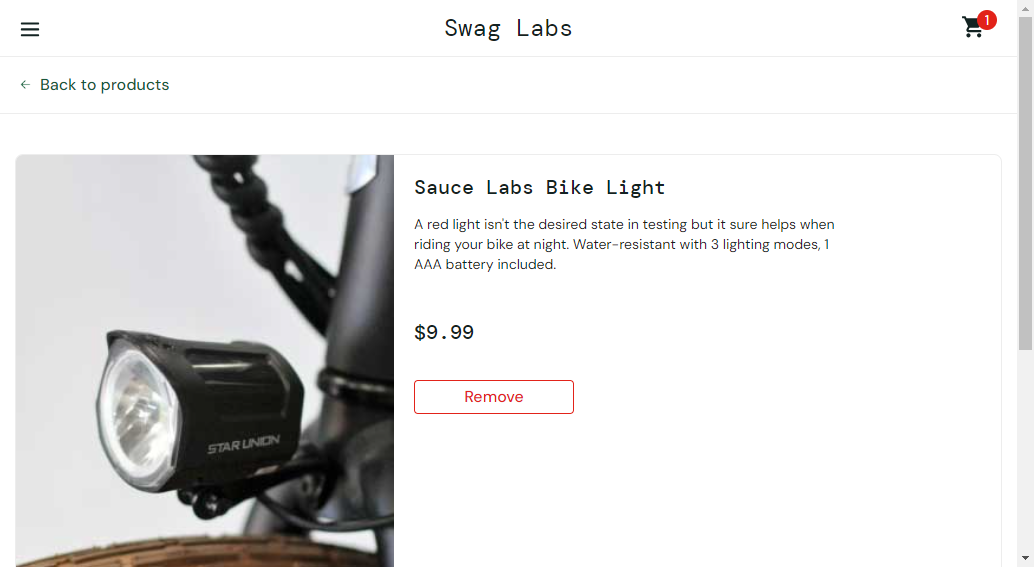 Swag Labs
1
Back to products
Sauce Labs Bike Light
A red light isn't the desired state in testing but it sure helps when
riding your bike at night. Water-resistant with 3 lighting modes, 1
AAA battery included.
$9.99
Remove
STAR UNION